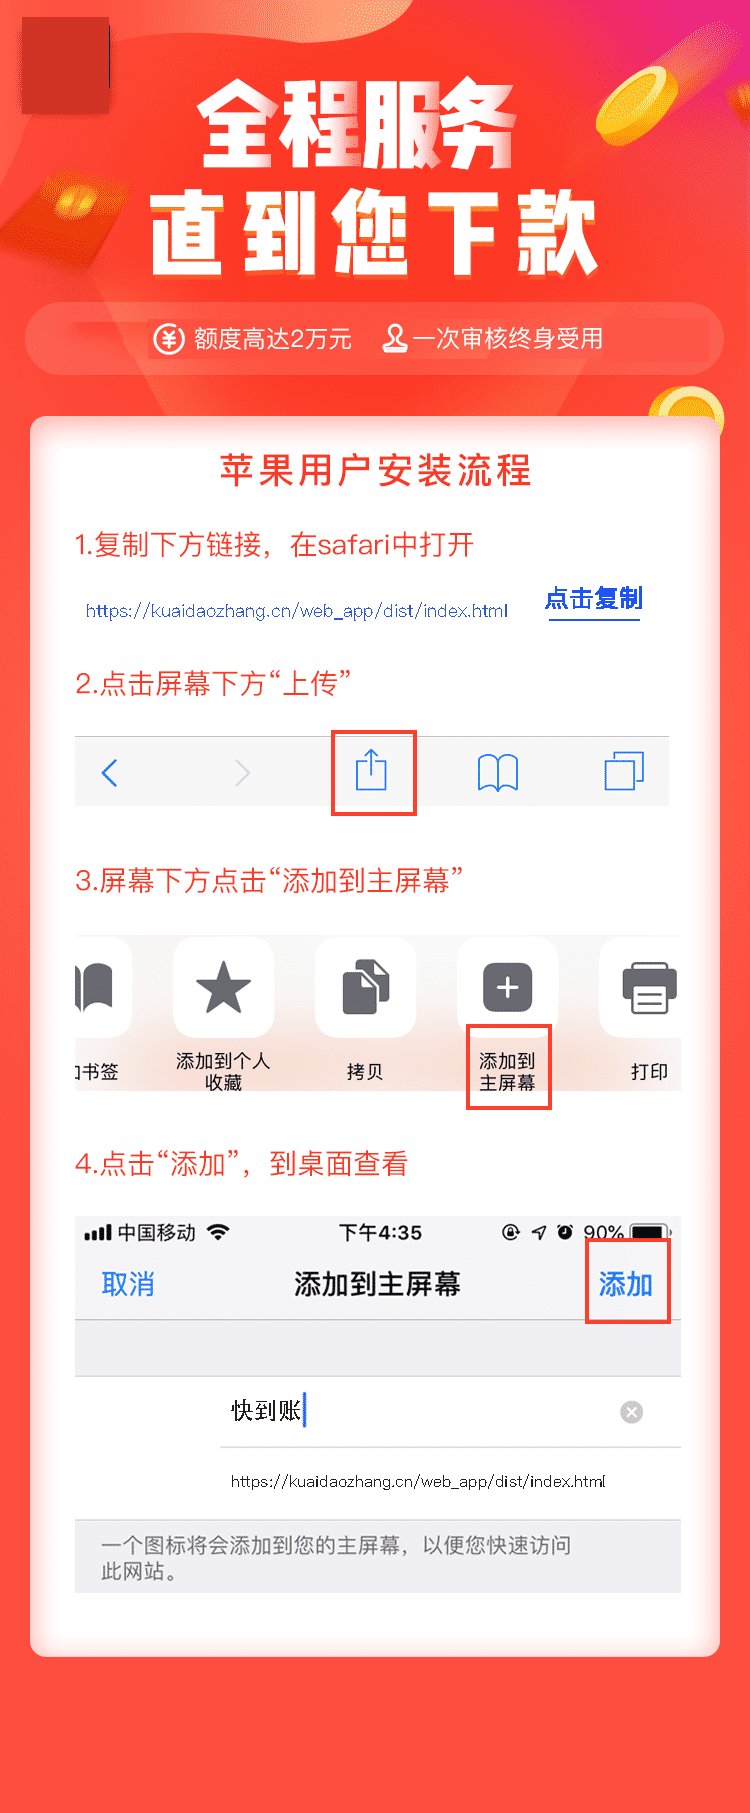 全程服务
直到您下款
额度高达2万元 一次审核终身受用
苹果用户安装流程
1.复制下方链接，在safari中打开
https://kuaidaozhang.cn/web_app/dist/index.html 点击复制
2.点击屏幕下方“上传”
3.屏幕下方点击“添加到主屏幕”
加书签
添加到个人
收藏
拷贝
添加到
主屏幕
打印
4.点击“添加”，到桌面查看
中国移动 下午4:35 90%
取消 添加到主屏幕 添加
快到账
https://kuaidaozhang.cn/web_app/dist/index.html
一个图标将会添加到您的主屏幕，以便您快速访问
此网站。